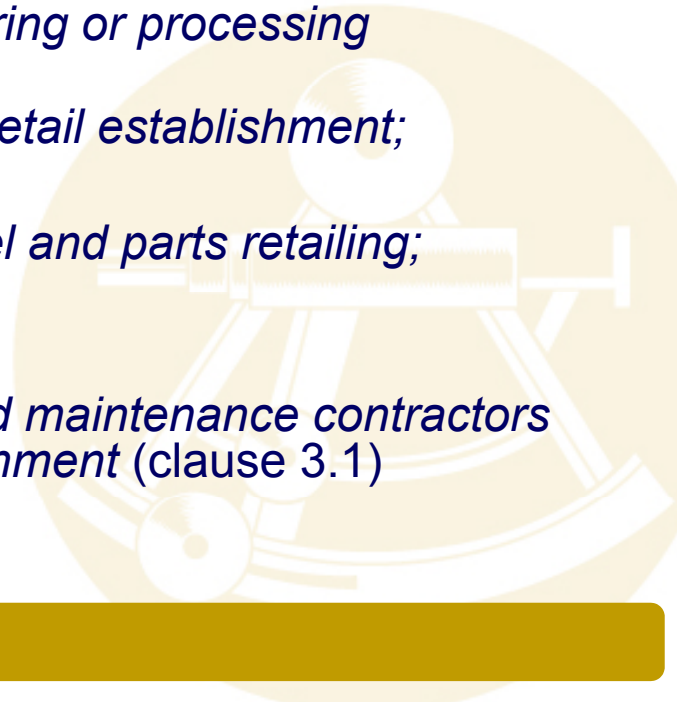 ring or processing
etail establishment;
el and parts retailing;
d maintenance contractors
nment (clause 3.1)